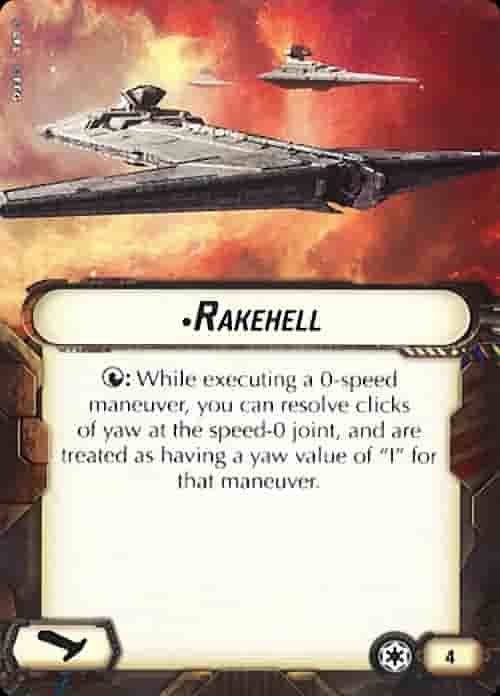 •RAKEHELL
: While executing a 0-speed
maneuver, you can resolve clicks
of yaw at the speed-0 joint, and are
treated as having a yaw value of “I” for
that maneuver.
4